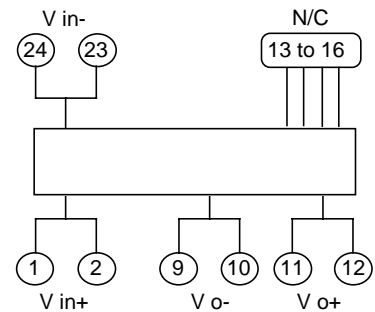 V in- N/C
24 23 13 to 16
1 2 9 10 11 12
V in+ V o- V o+